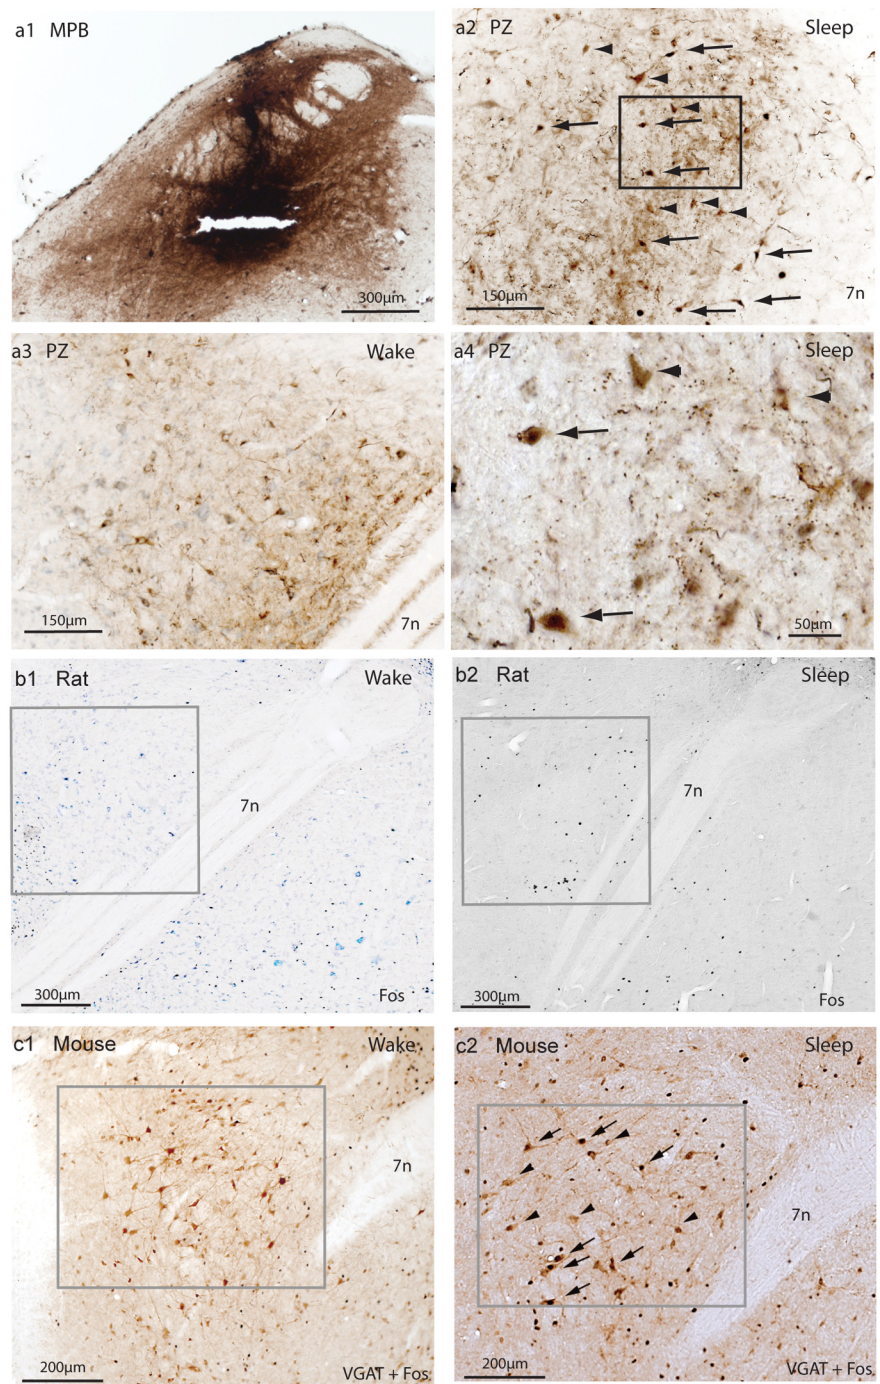 a1 MPB
300µm
a2 PZ Sleep
150µm 7n
a3 PZ Wake
150µm 7n
a4 PZ Sleep
50µm
b1 Rat Wake
7n
300µm Fos
b2 Rat Sleep
7n
300µm Fos
c1 Mouse Wake
7n
200µm VGAT + Fos
c2 Mouse Sleep
7n
200µm VGAT + Fos